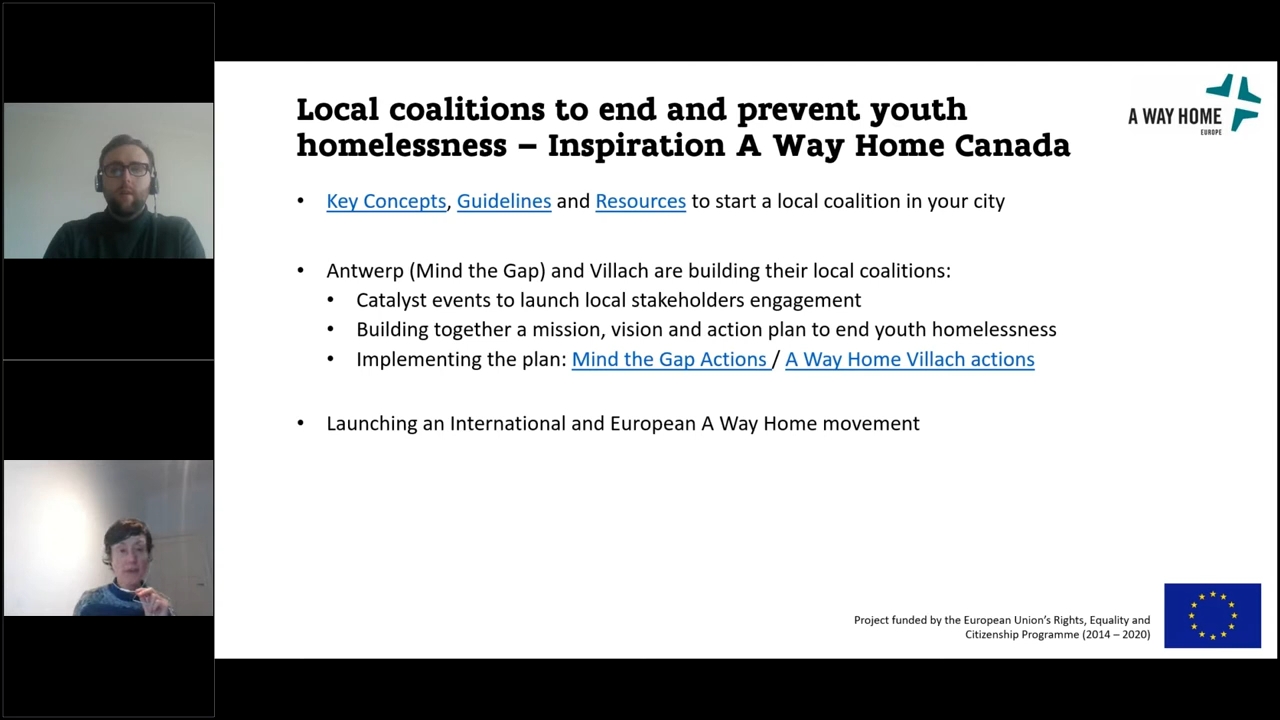 Local coalitions to end and prevent youth
homelessness – Inspiration A Way Home Canada
A WAY HOME
EUROPE
• Key Concepts, Guidelines and Resources to start a local coalition in your city
• Antwerp (Mind the Gap) and Villach are building their local coalitions:
• Catalyst events to launch local stakeholders engagement
• Building together a mission, vision and action plan to end youth homelessness
• Implementing the plan: Mind the Gap Actions / A Way Home Villach actions
• Launching an International and European A Way Home movement
Project funded by the European Union's Rights, Equality and
Citizenship Programme (2014 – 2020)